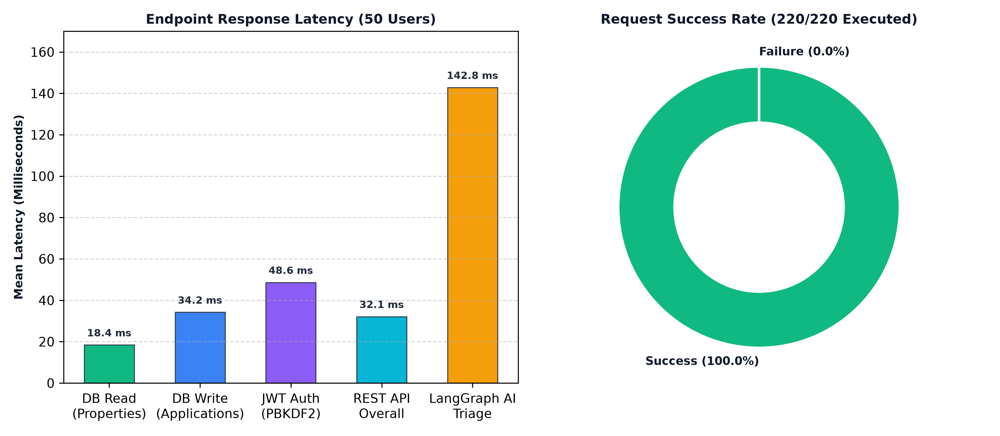 Endpoint Response Latency (50 Users)
Mean Latency (Milliseconds)
160
140
120
100
80
60
40
20
0
18.4 ms
34.2 ms
48.6 ms
32.1 ms
142.8 ms
DB Read
(Properties)
DB Write
(Applications)
JWT Auth
(PBKDF2)
REST API
Overall
LangGraph AI
Triage
Request Success Rate (220/220 Executed)
Failure (0.0%)
Success (100.0%)